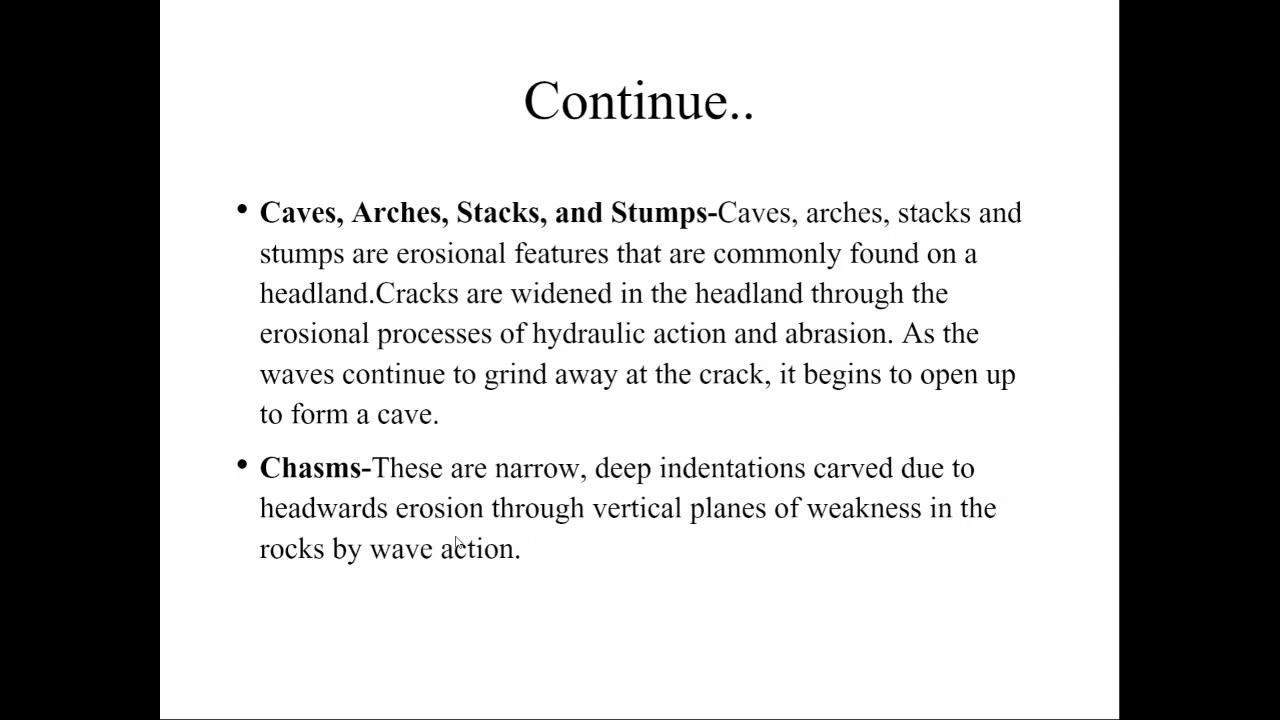 Continue..
• Caves, Arches, Stacks, and Stumps-Caves, arches, stacks and
stumps are erosional features that are commonly found on a
headland.Cracks are widened in the headland through the
erosional processes of hydraulic action and abrasion. As the
waves continue to grind away at the crack, it begins to open up
to form a cave.
• Chasms-These are narrow, deep indentations carved due to
headwards erosion through vertical planes of weakness in the
rocks by wave action.